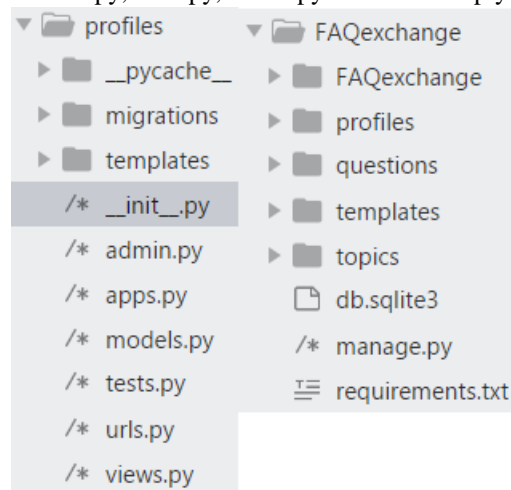 profiles
__pycache__
migrations
templates
/* __init__.py
/* admin.py
/* apps.py
/* models.py
/* tests.py
/* urls.py
/* views.py
FAQexchange
FAQexchange
profiles
questions
templates
topics
db.sqlite3
/* manage.py
requirements.txt